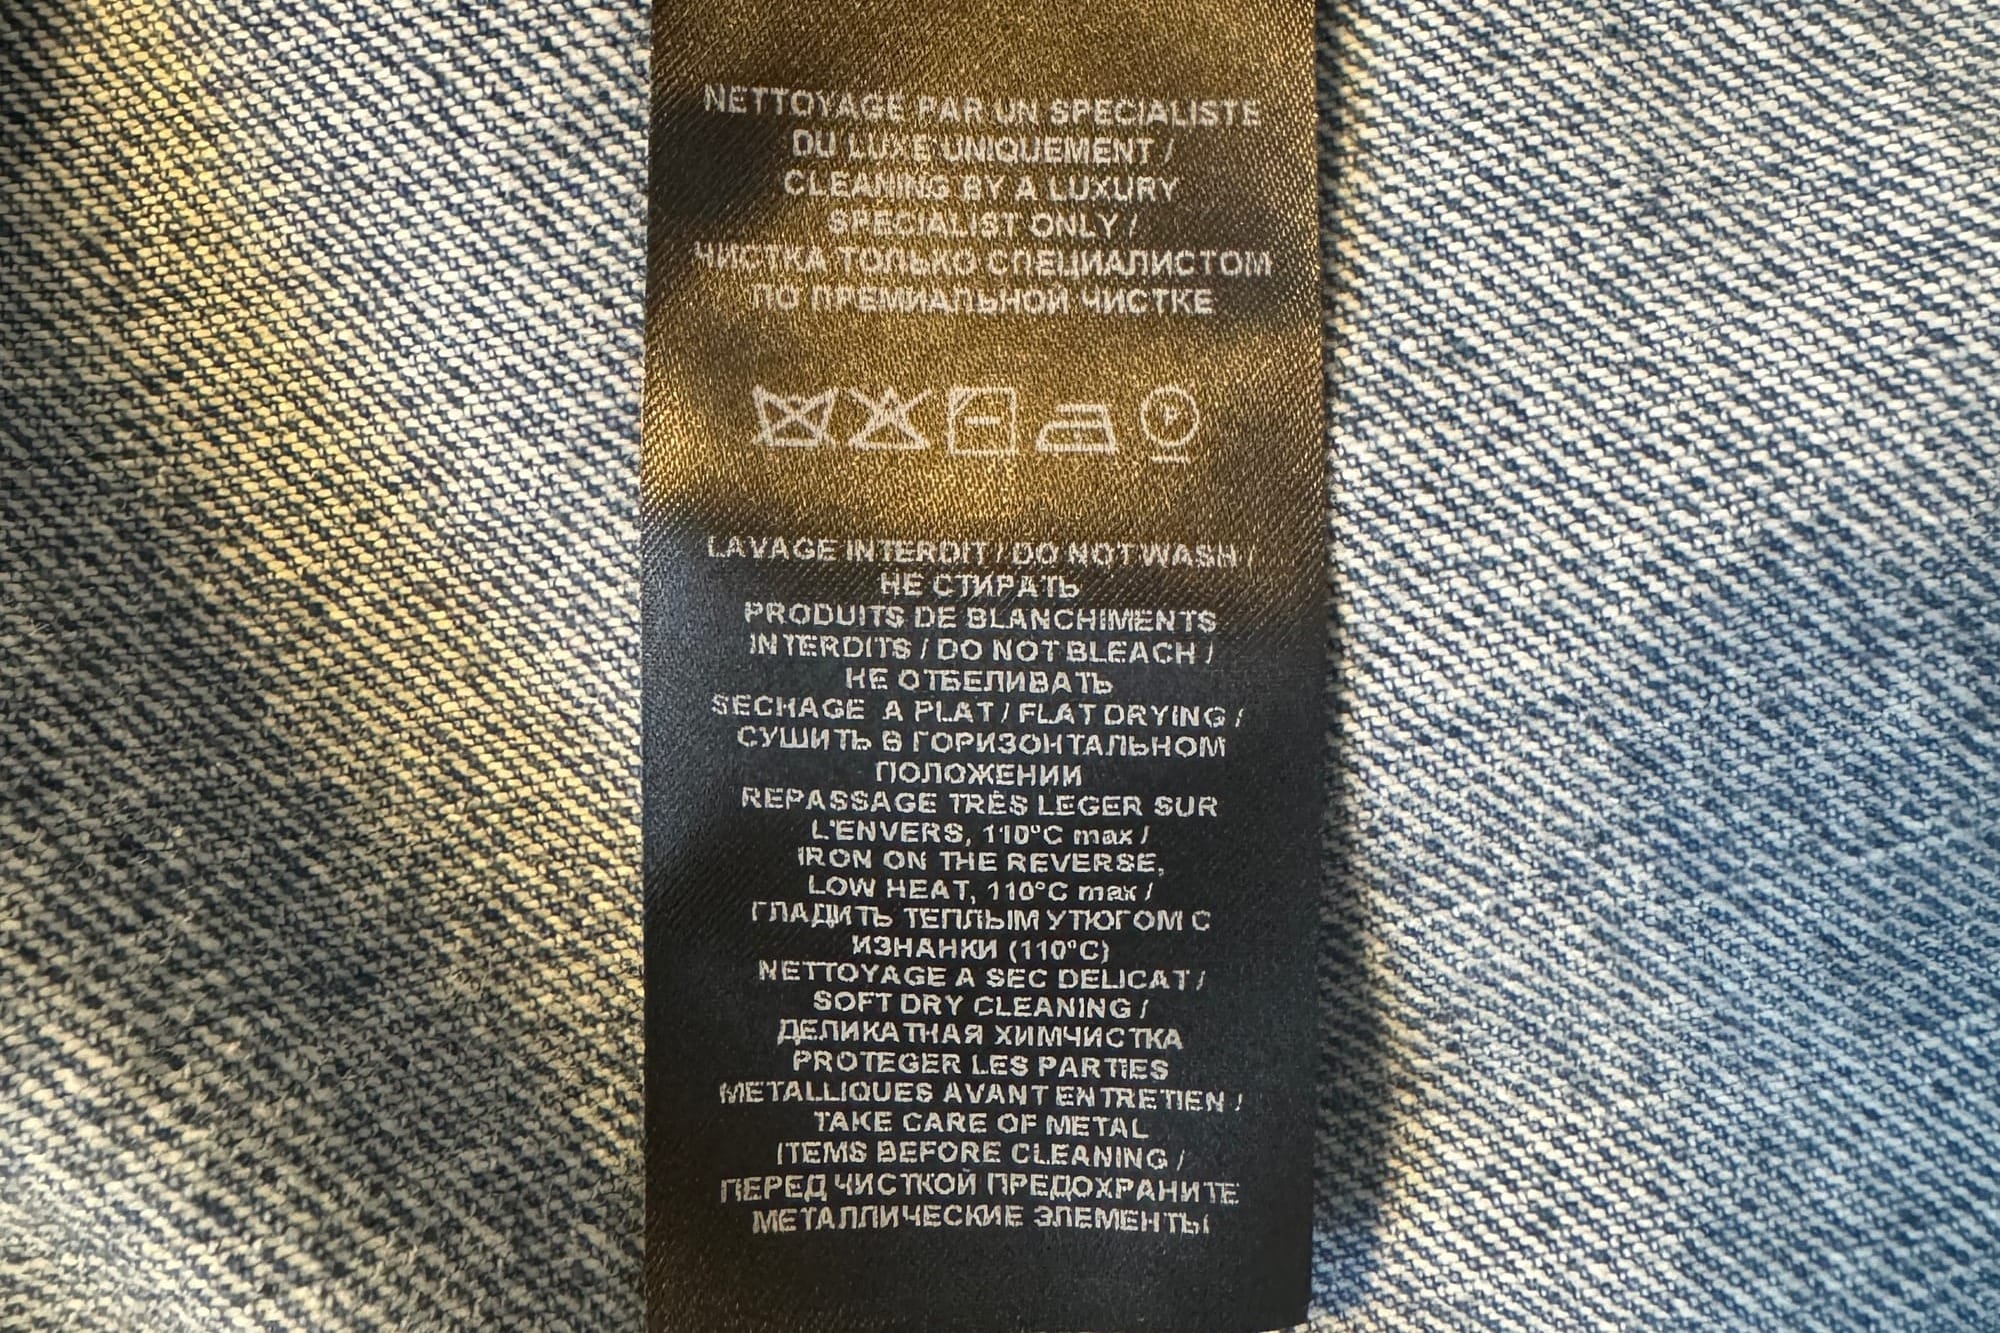 NETTOYAGE PAR UN SPECIALISTE
DU LUXE UNIQUEMENT /
CLEANING BY A LUXURY
SPECIALIST ONLY /
ЧИСТКА ТОЛЬКО СПЕЦИАЛИСТОМ
ПО ПРЕМИАЛЬНОЙ ЧИСТКЕ
P
LAVAGE INTERDIT / DO NOT WASH /
НЕ СТИРАТЬ
PRODUITS DE BLANCHIMENTS
INTERDITS / DO NOT BLEACH /
НЕ ОТБЕЛИВАТЬ
SECHAGE A PLAT / FLAT DRYING /
СУШИТЬ В ГОРИЗОНТАЛЬНОМ
ПОЛОЖЕНИИ
REPASSAGE TRÈS LEGER SUR
L'ENVERS, 110°C max /
IRON ON THE REVERSE,
LOW HEAT, 110°C max /
ГЛАДИТЬ ТЕПЛЫМ УТЮГОМ С
ИЗНАНКИ (110°C)
NETTOYAGE A SEC DELICAT /
SOFT DRY CLEANING /
ДЕЛИКАТНАЯ ХИМЧИСТКА
PROTEGER LES PARTIES
METALLIQUES AVANT ENTRETIEN /
TAKE CARE OF METAL
ITEMS BEFORE CLEANING /
ПЕРЕД ЧИСТКОЙ ПРЕДОХРАНИТЕ
МЕТАЛЛИЧЕСКИЕ ЭЛЕМЕНТЫ